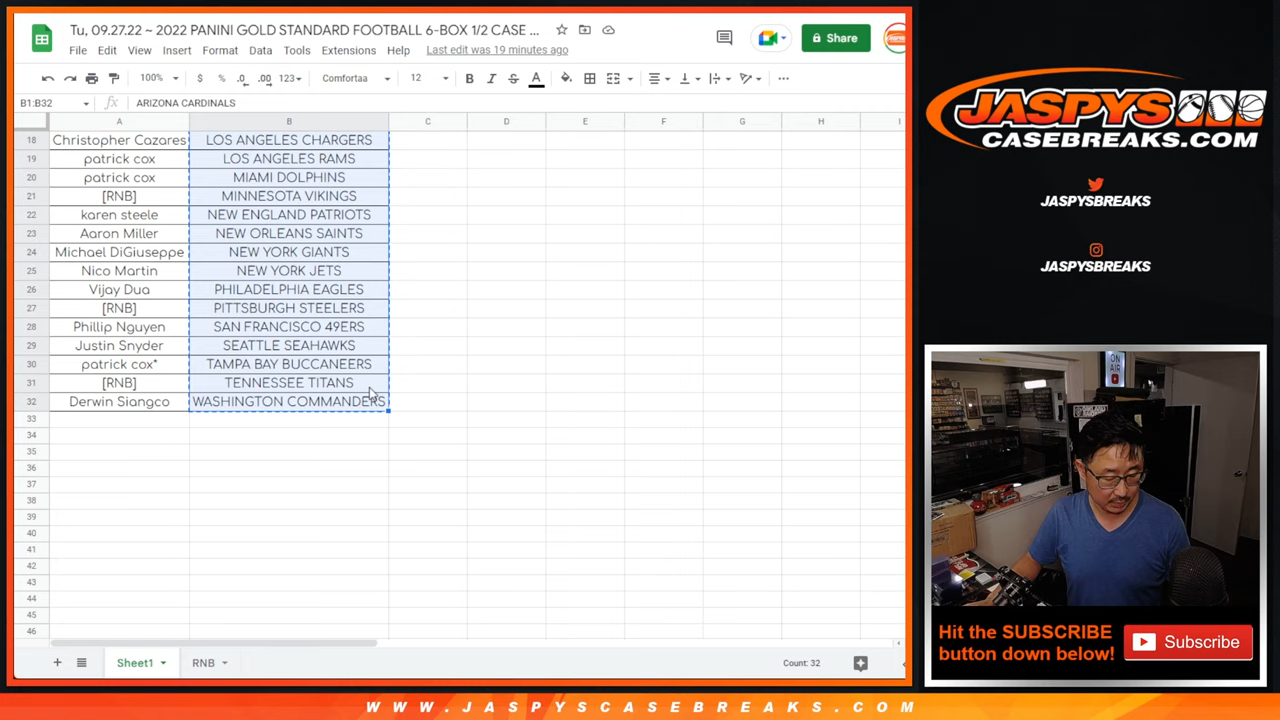 Tu, 09.27.22 ~ 2022 PANINI GOLD STANDARD FOOTBALL 6-BOX 1/2 CASE ...
File Edit View Insert Format Data Tools Extensions Help Last edit was 19 minutes ago
Share
100% $ % .0 .00 123 Comfortaa 12 B I S A
B1:B32 fx ARIZONA CARDINALS
A B C D E F G H I
18 Christopher Cazares LOS ANGELES CHARGERS
19 patrick cox LOS ANGELES RAMS
20 patrick cox MIAMI DOLPHINS
21 [RNB] MINNESOTA VIKINGS
22 karen steele NEW ENGLAND PATRIOTS
23 Aaron Miller NEW ORLEANS SAINTS
24 Michael DiGiuseppe NEW YORK GIANTS
25 Nico Martin NEW YORK JETS
26 Vijay Dua PHILADELPHIA EAGLES
27 [RNB] PITTSBURGH STEELERS
28 Phillip Nguyen SAN FRANCISCO 49ERS
29 Justin Snyder SEATTLE SEAHAWKS
30 patrick cox* TAMPA BAY BUCCANEERS
31 [RNB] TENNESSEE TITANS
32 Derwin Siangco WASHINGTON COMMANDERS
33
34
35
36
37
38
39
40
41
42
43
44
45
46
Sheet1 RNB Count: 32
JASPYS
CASEBREAKS.COM
JASPYSBREAKS
JASPYSBREAKS
ON
AIR
Hit the SUBSCRIBE
button down below!
Subscribe
WWW.JASPYSCASEBREAKS.COM